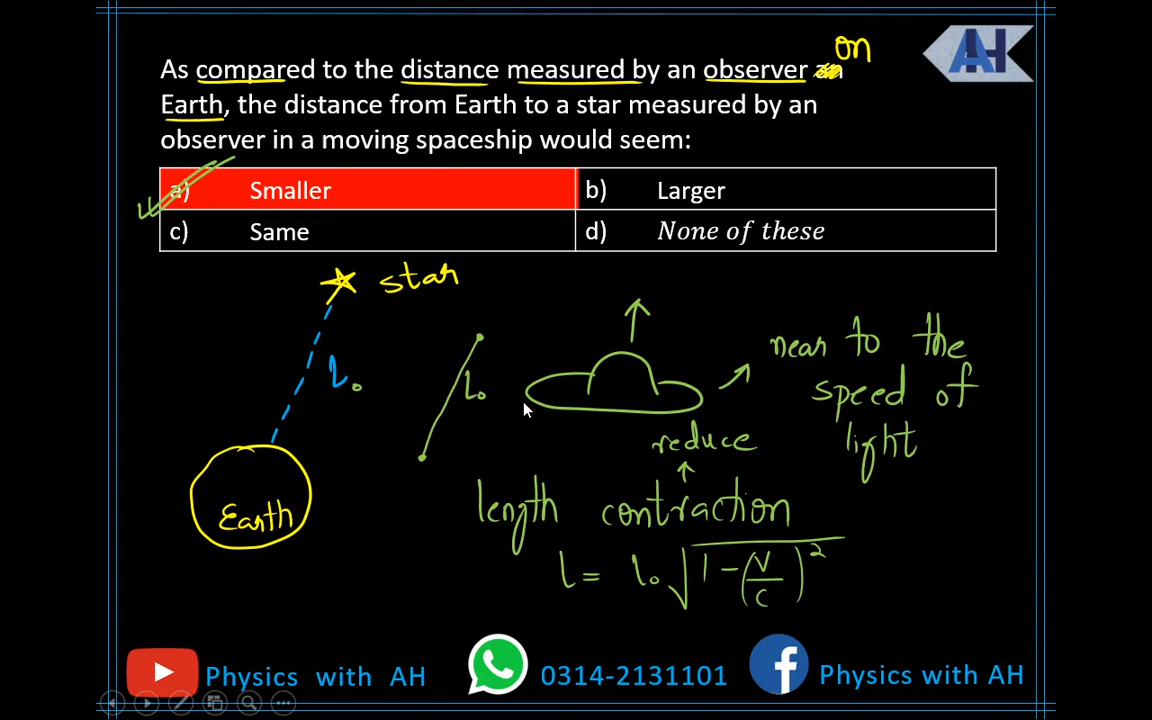 on
AH
As compared to the distance measured by an observer an
Earth, the distance from Earth to a star measured by an
observer in a moving spaceship would seem:
a) Smaller b) Larger
c) Same d) None of these
star
l₀
l₀
near to the
speed of
light
reduce
Earth
length contraction
l = l₀ √1 - (V/C)²
Physics with AH 0314-2131101 Physics with AH